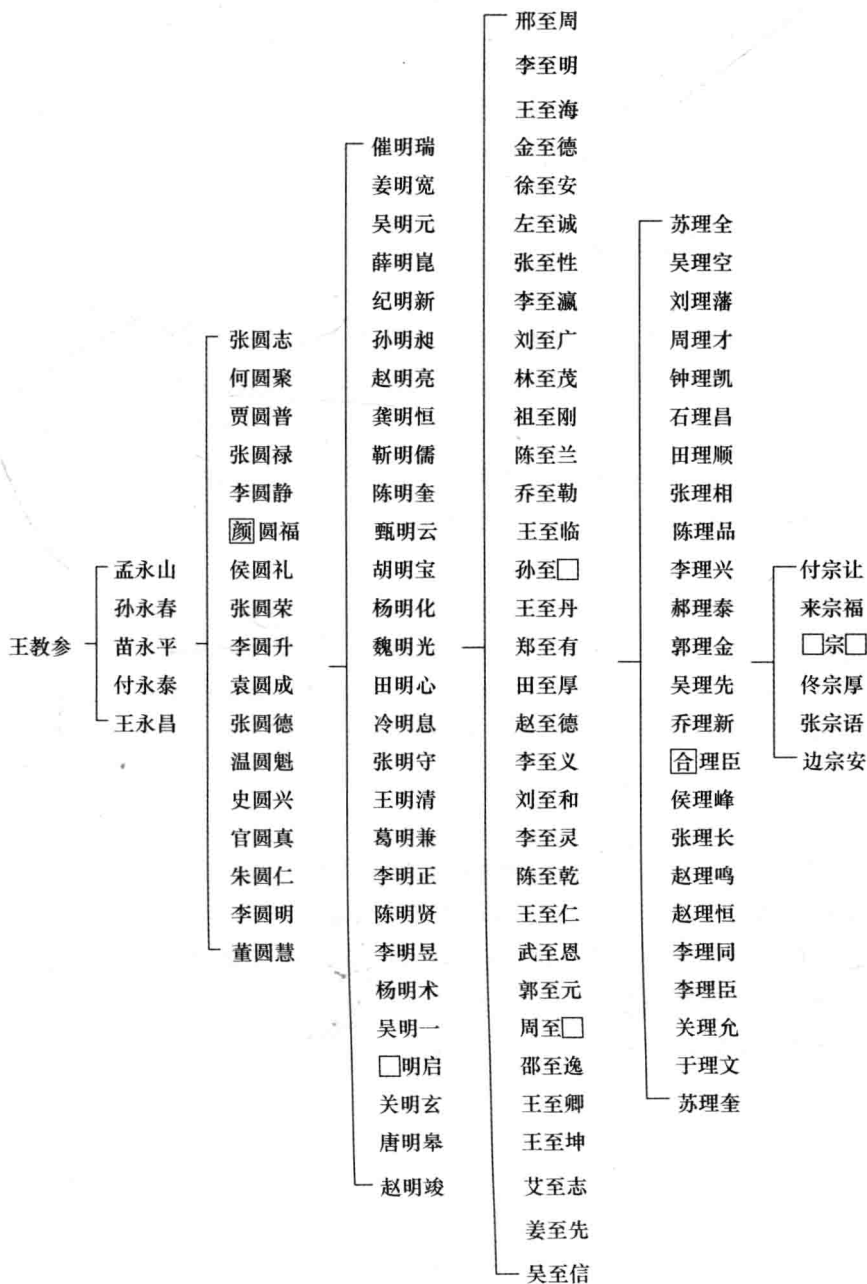 王教参
孟永山
孙永春
苗永平
付永泰
王永昌
张圆志
何圆聚
贾圆普
张圆禄
李圆静
颜圆福
侯圆礼
张圆荣
李圆升
袁圆成
张圆德
温圆魁
史圆兴
官圆真
朱圆仁
李圆明
董圆慧
催明瑞
姜明宽
吴明元
薛明崑
纪明新
孙明昶
赵明亮
龚明恒
靳明儒
陈明奎
甄明云
胡明宝
杨明化
魏明光
田明心
冷明息
张明守
王明清
葛明兼
李明正
陈明贤
李明昱
杨明术
吴明一
□明启
关明玄
唐明皋
赵明竣
邢至周
李至明
王至海
金至德
徐至安
左至诚
张至性
李至瀛
刘至广
林至茂
祖至刚
陈至兰
乔至勒
王至临
孙至□
王至丹
郑至有
田至厚
赵至德
李至义
刘至和
李至灵
陈至乾
王至仁
武至恩
郭至元
周至□
邵至逸
王至卿
王至坤
艾至志
姜至先
吴至信
苏理全
吴理空
刘理藩
周理才
钟理凯
石理昌
田理顺
张理相
陈理品
李理兴
郝理泰
郭理金
吴理先
乔理新
合理臣
侯理峰
张理长
赵理鸣
赵理恒
李理同
李理臣
关理允
于理文
苏理奎
付宗让
来宗福
□宗□
佟宗厚
张宗语
边宗安